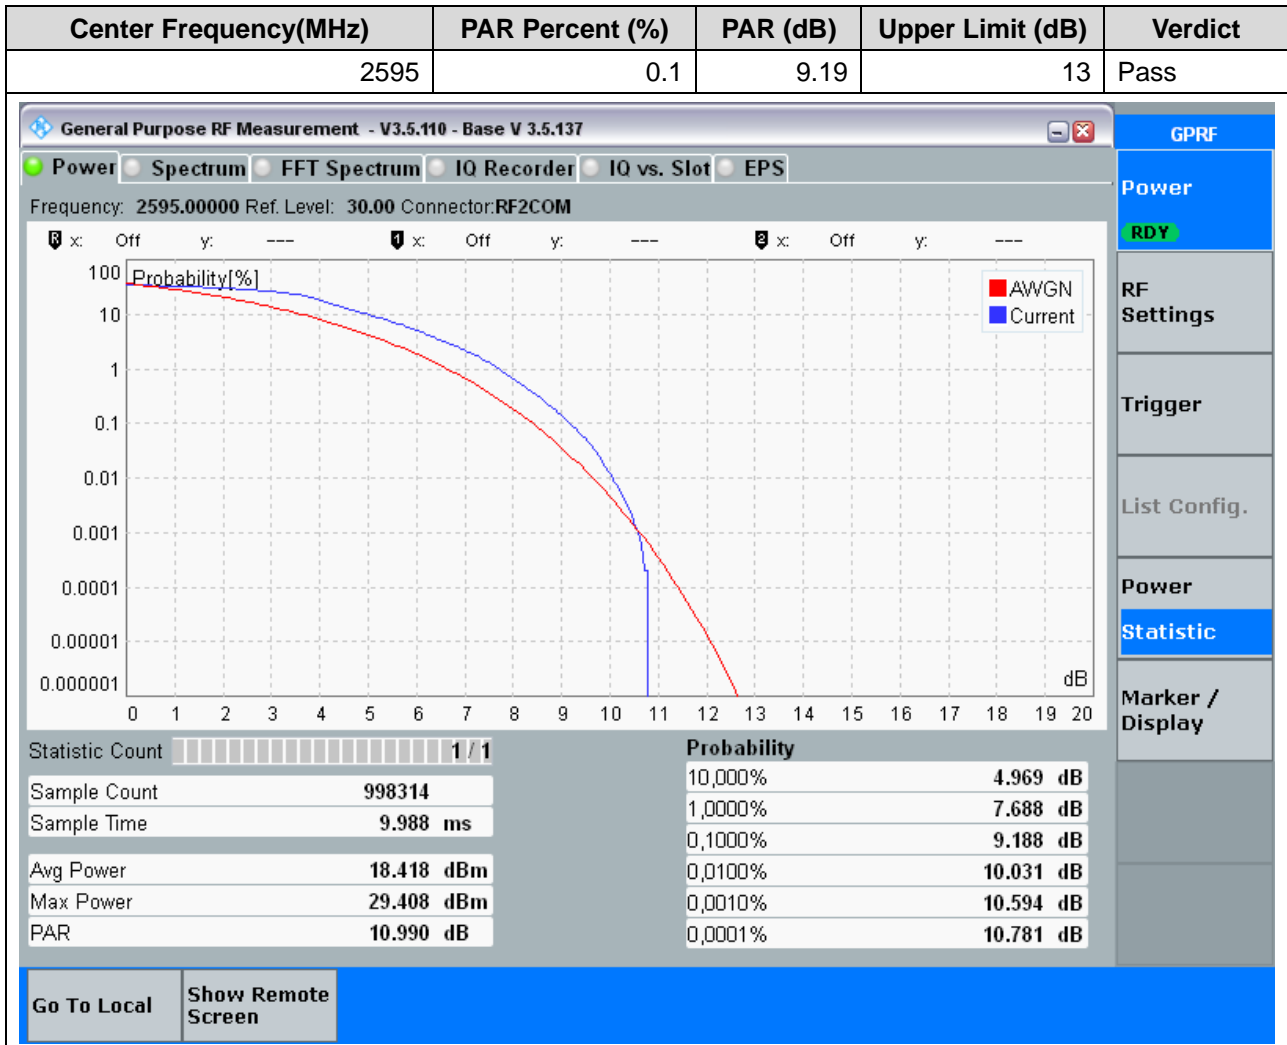 Center Frequency(MHz) PAR Percent (%) PAR (dB) Upper Limit (dB) Verdict
2595 0.1 9.19 13 Pass
General Purpose RF Measurement - V3.5.110 - Base V 3.5.137
GPRF
Power Spectrum FFT Spectrum IQ Recorder IQ vs. Slot EPS
Power
RDY
Frequency: 2595.00000 Ref. Level: 30.00 Connector:RF2COM
R x: Off y: --- 1 x: Off y: --- 2 x: Off y: ---
Probability[%]
100
10
1
0.1
0.01
0.001
0.0001
0.00001
0.000001
AWGN
Current
dB
0 1 2 3 4 5 6 7 8 9 10 11 12 13 14 15 16 17 18 19 20
RF
Settings
Trigger
List Config.
Power
Statistic
Marker /
Display
Statistic Count 1 / 1
Sample Count 998314
Sample Time 9.988 ms
Avg Power 18.418 dBm
Max Power 29.408 dBm
PAR 10.990 dB
Probability
10,000% 4.969 dB
1,0000% 7.688 dB
0,1000% 9.188 dB
0,0100% 10.031 dB
0,0010% 10.594 dB
0,0001% 10.781 dB
Go To Local
Show Remote
Screen